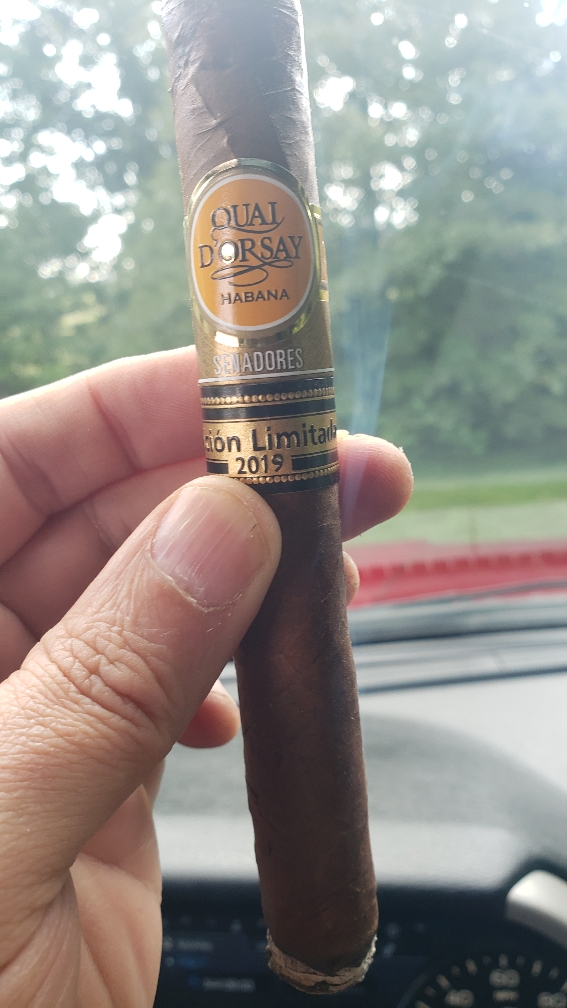 QUAI
D'ORSAY
HABANA
SENADORES
ción Limitada
2019